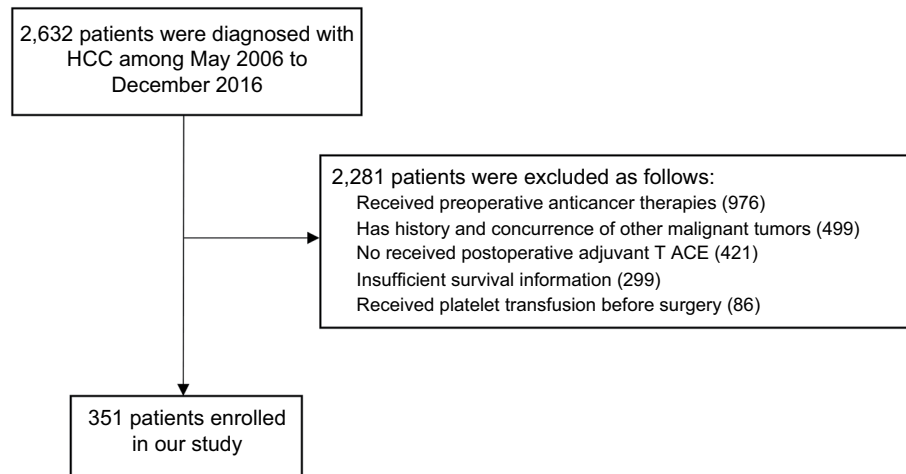 2,632 patients were diagnosed with
HCC among May 2006 to
December 2016
2,281 patients were excluded as follows:
Received preoperative anticancer therapies (976)
Has history and concurrence of other malignant tumors (499)
No received postoperative adjuvant T ACE (421)
Insufficient survival information (299)
Received platelet transfusion before surgery (86)
351 patients enrolled
in our study